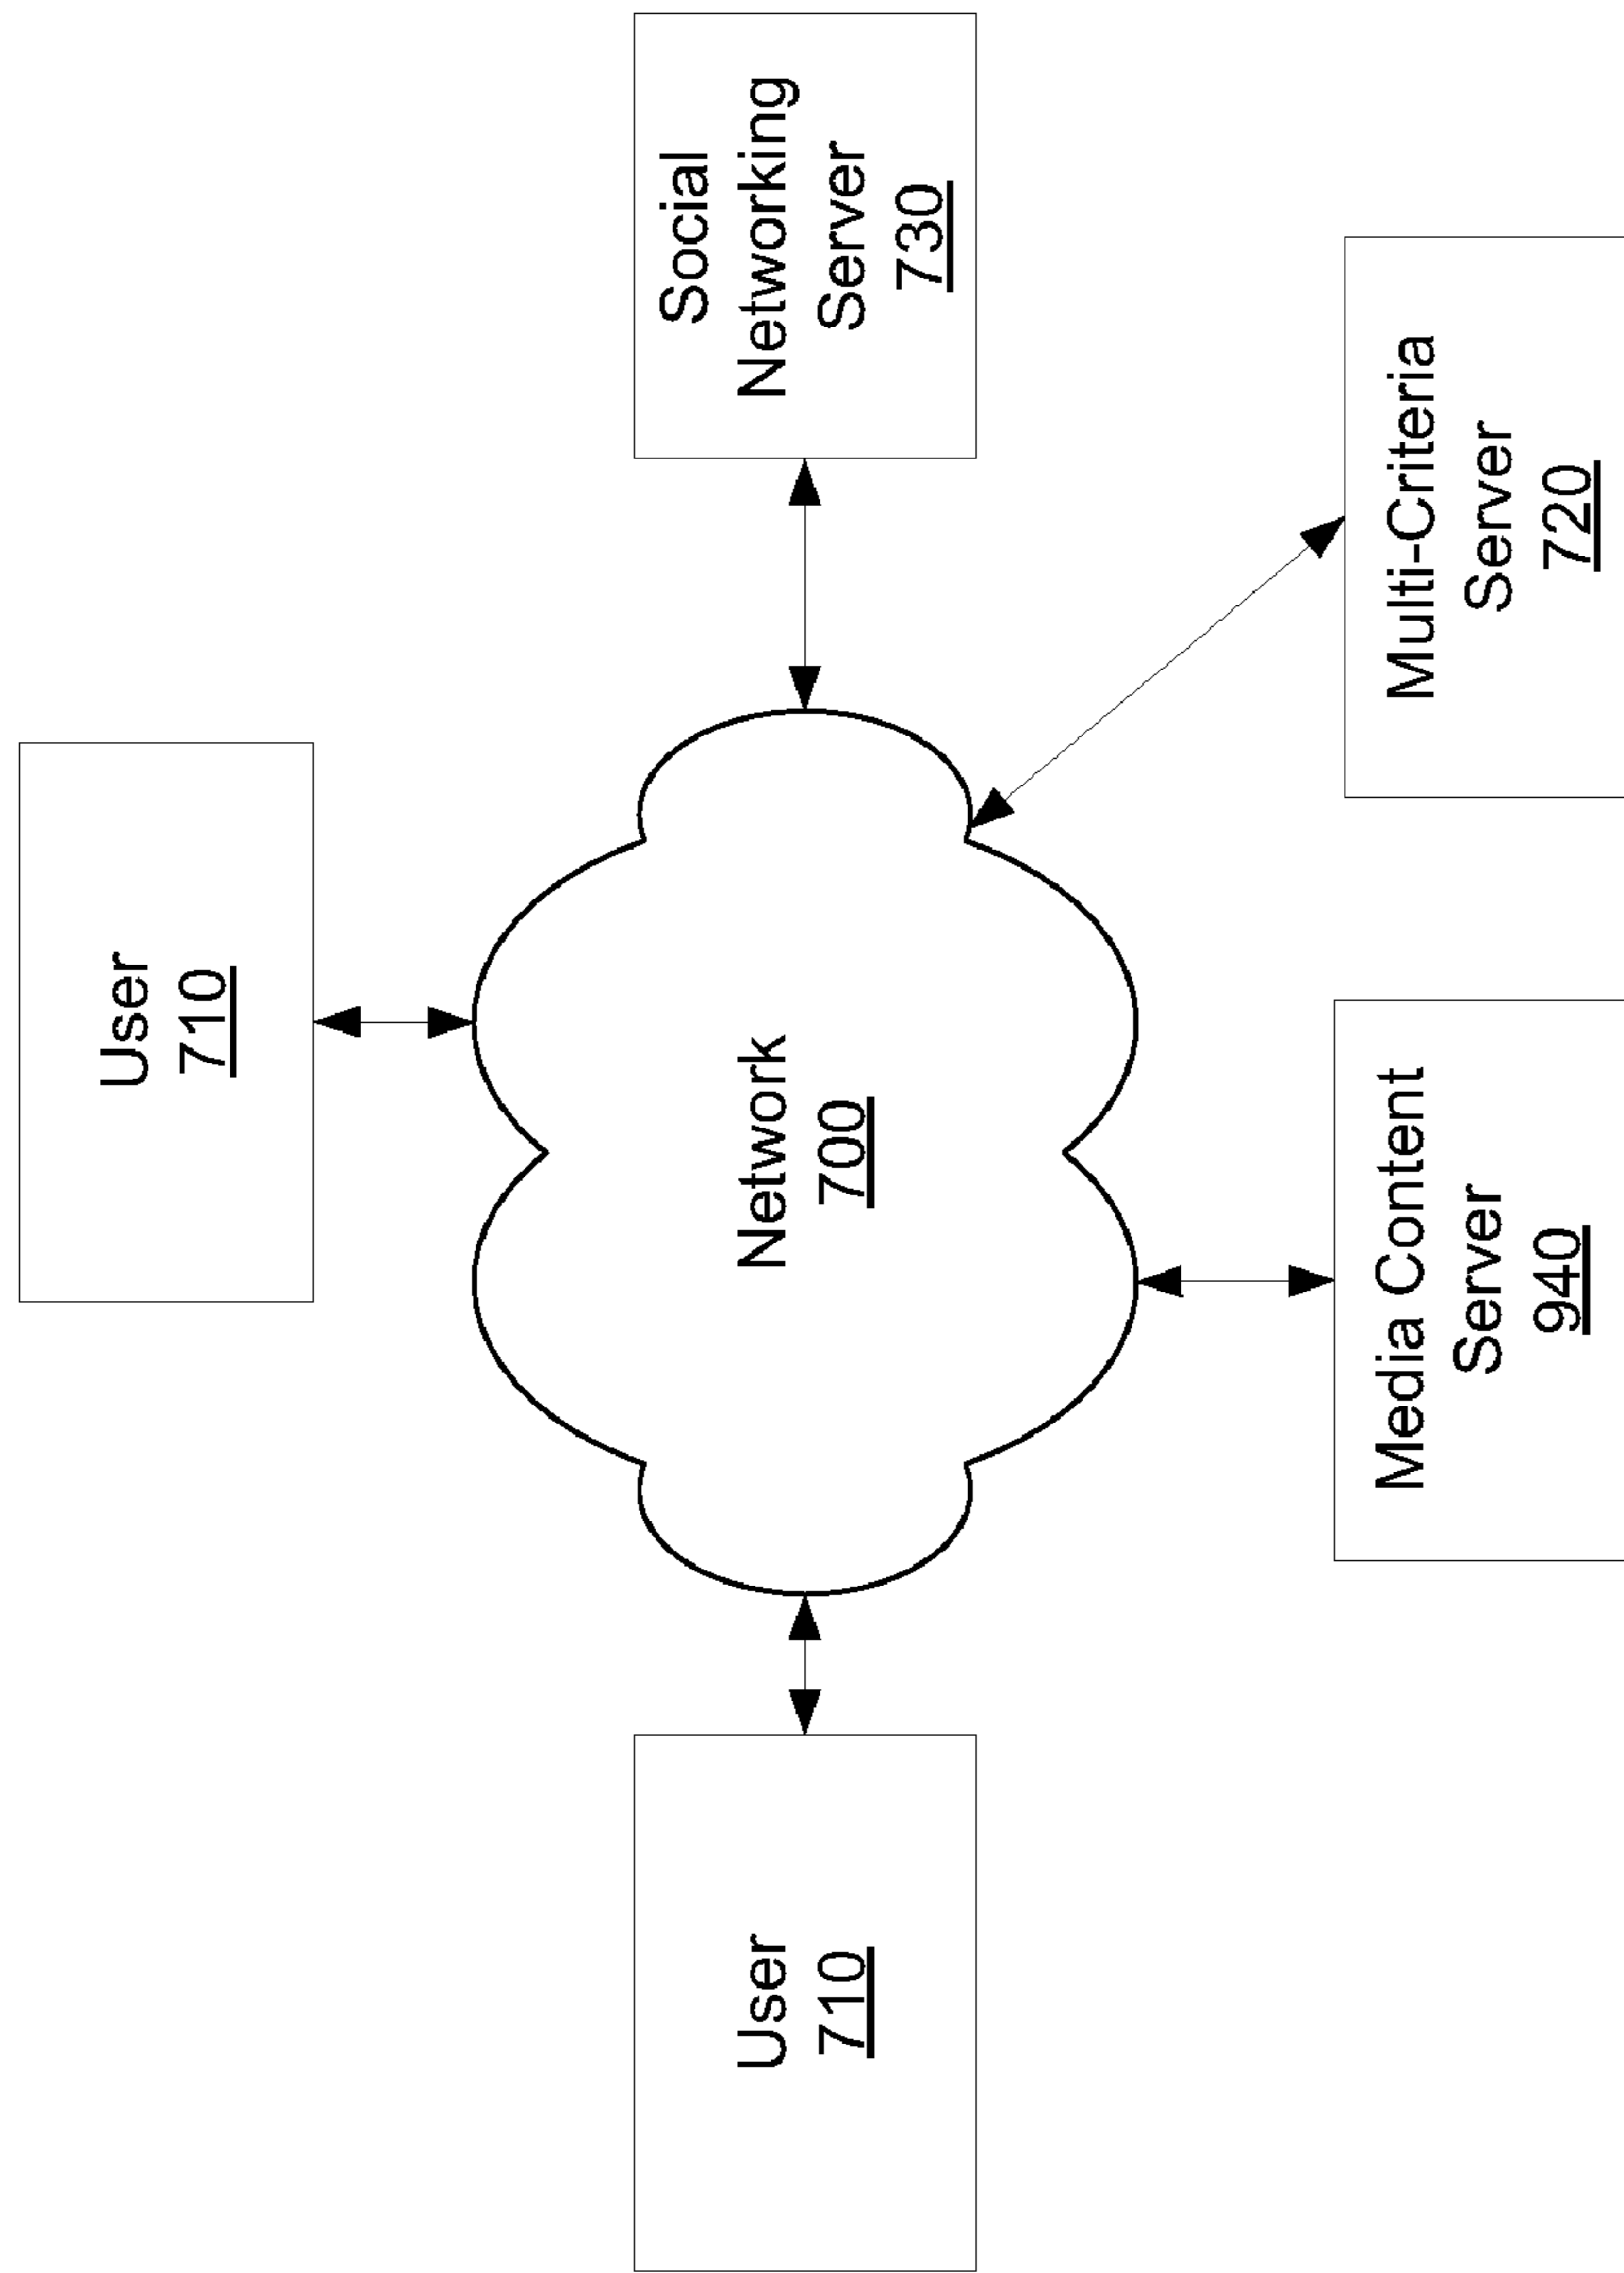 User
710
User
710
Network
700
Social
Networking
Server
730
Media Content
Server
940
Multi-Criteria
Server
720